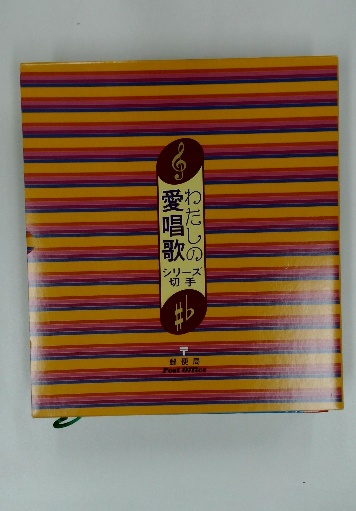 わたしの
愛唱歌
シリーズ
切手
〒
郵便局
Post Office